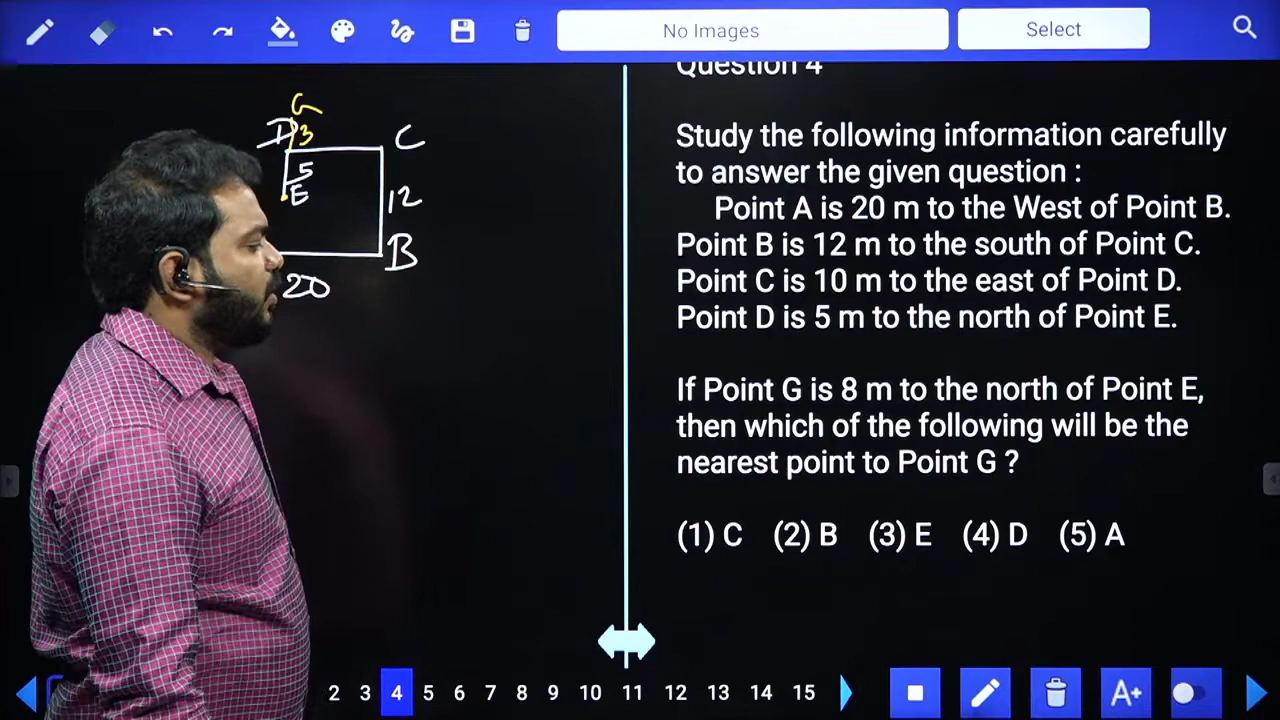 No Images
Select
Question 4
Study the following information carefully
to answer the given question :
Point A is 20 m to the West of Point B.
Point B is 12 m to the south of Point C.
Point C is 10 m to the east of Point D.
Point D is 5 m to the north of Point E.
If Point G is 8 m to the north of Point E,
then which of the following will be the
nearest point to Point G ?
(1) C (2) B (3) E (4) D (5) A
G
D 3 C
5
E 12
B
20
2 3 4 5 6 7 8 9 10 11 12 13 14 15
A+